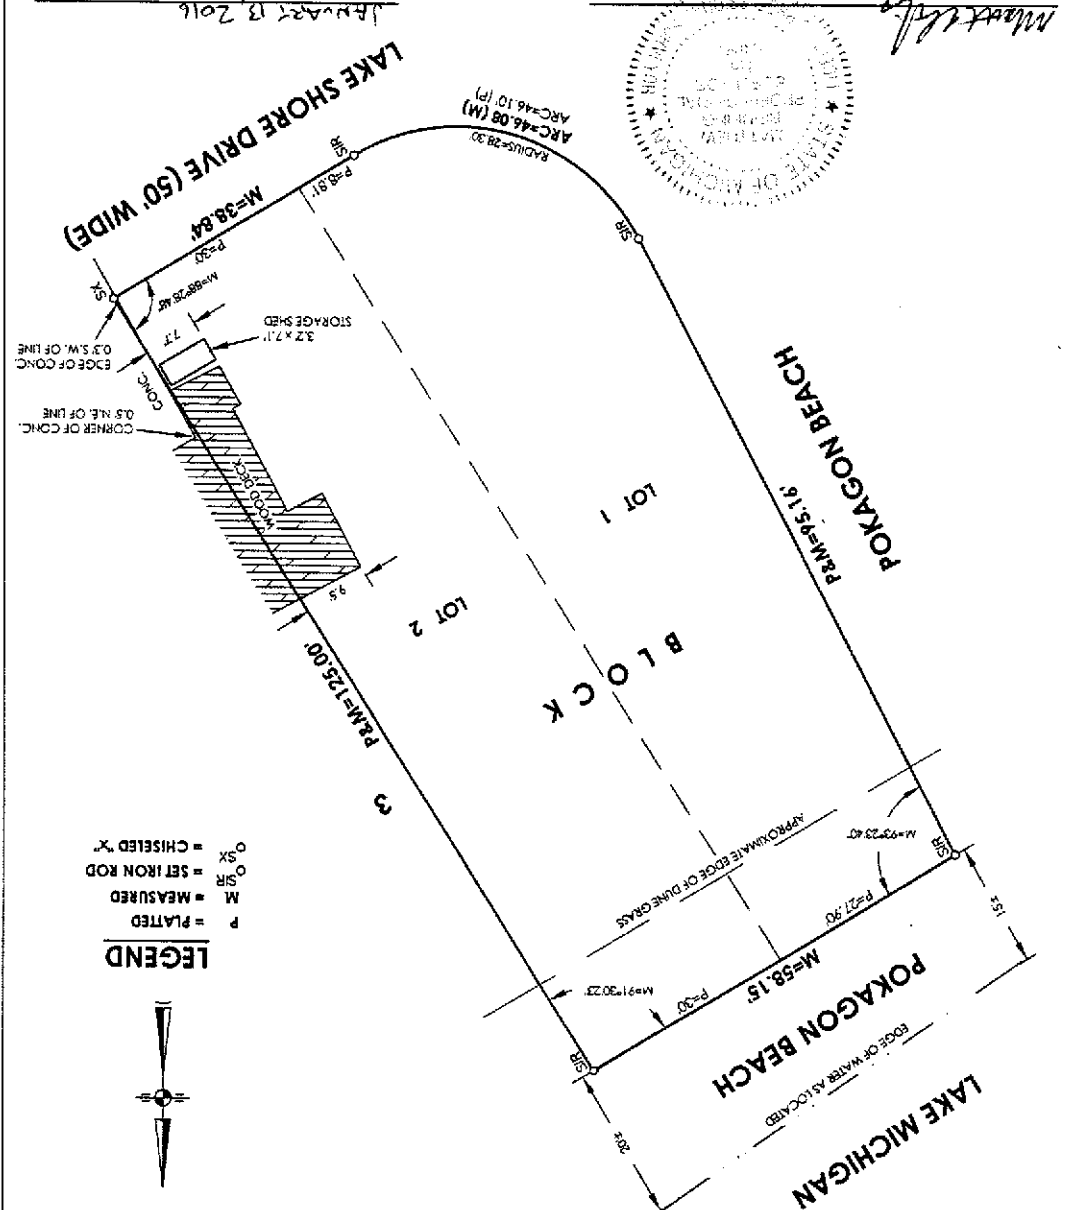 LAKE MICHIGAN
EDGE OF WATER AS LOCATED
20'±
15'±
POKAGON BEACH
SIR
M=58.15'
P=30'
P=27.90'
SIR
M=91°30'23"
M=93°23'40"
APPROXIMATE EDGE OF DUNE GRASS
LEGEND
P = PLATTED
M = MEASURED
SIR = SET IRON ROD
SX = CHISELED "X"
3
BLOCK
P&M=125.00'
P&M=95.16'
POKAGON BEACH
LOT 2
LOT 1
9.5'
WOOD DECK
CORNER OF CONC.
0.5' N.E. OF LINE
CONC.
EDGE OF CONC.
0.3' S.W. OF LINE
3.2' x 7.1'
STORAGE SHED
7.7'
M=88°28'48"
SX
P=30'
M=38.84'
P=8.81'
SIR
SIR
RADIUS=28.30'
ARC=46.08 (M)
ARC=46.10' (P)
LAKE SHORE DRIVE (50' WIDE)
STATE OF MICHIGAN
MATTHEW
PROFESSIONAL
JANUARY 13, 2016